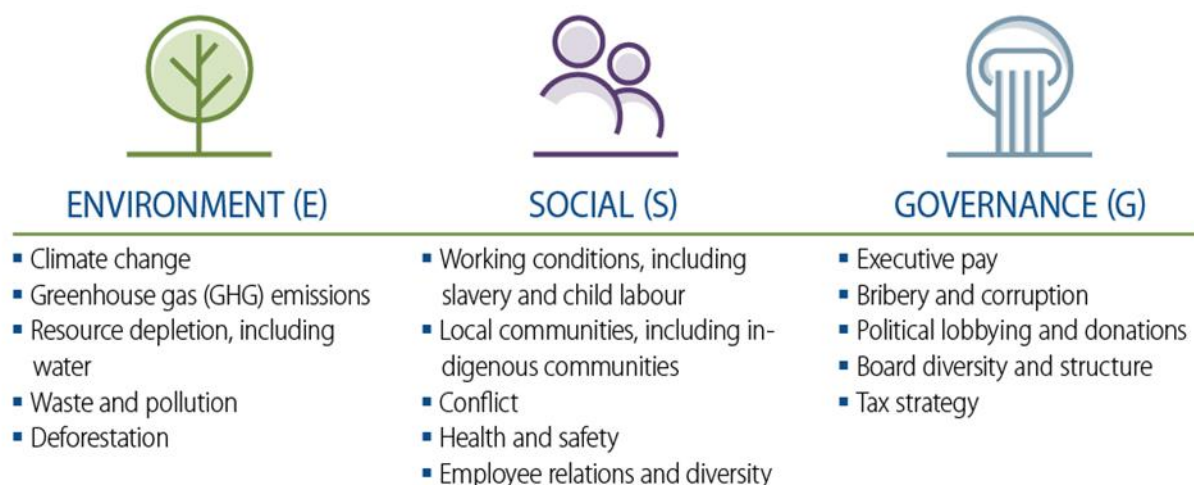 ENVIRONMENT (E)
▪ Climate change
▪ Greenhouse gas (GHG) emissions
▪ Resource depletion, including
water
▪ Waste and pollution
▪ Deforestation
SOCIAL (S)
▪ Working conditions, including
slavery and child labour
▪ Local communities, including in-
digenous communities
▪ Conflict
▪ Health and safety
▪ Employee relations and diversity
GOVERNANCE (G)
▪ Executive pay
▪ Bribery and corruption
▪ Political lobbying and donations
▪ Board diversity and structure
▪ Tax strategy